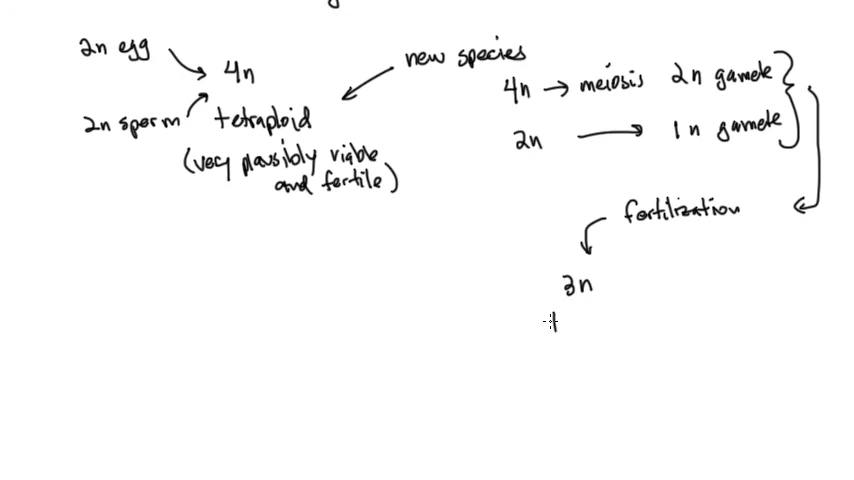 2n egg
4n
new species
2n sperm
tetraploid
(very plausibly viable
and fertile)
4n → meiosis 2n gamete
2n → 1n gamete
fertilization
3n